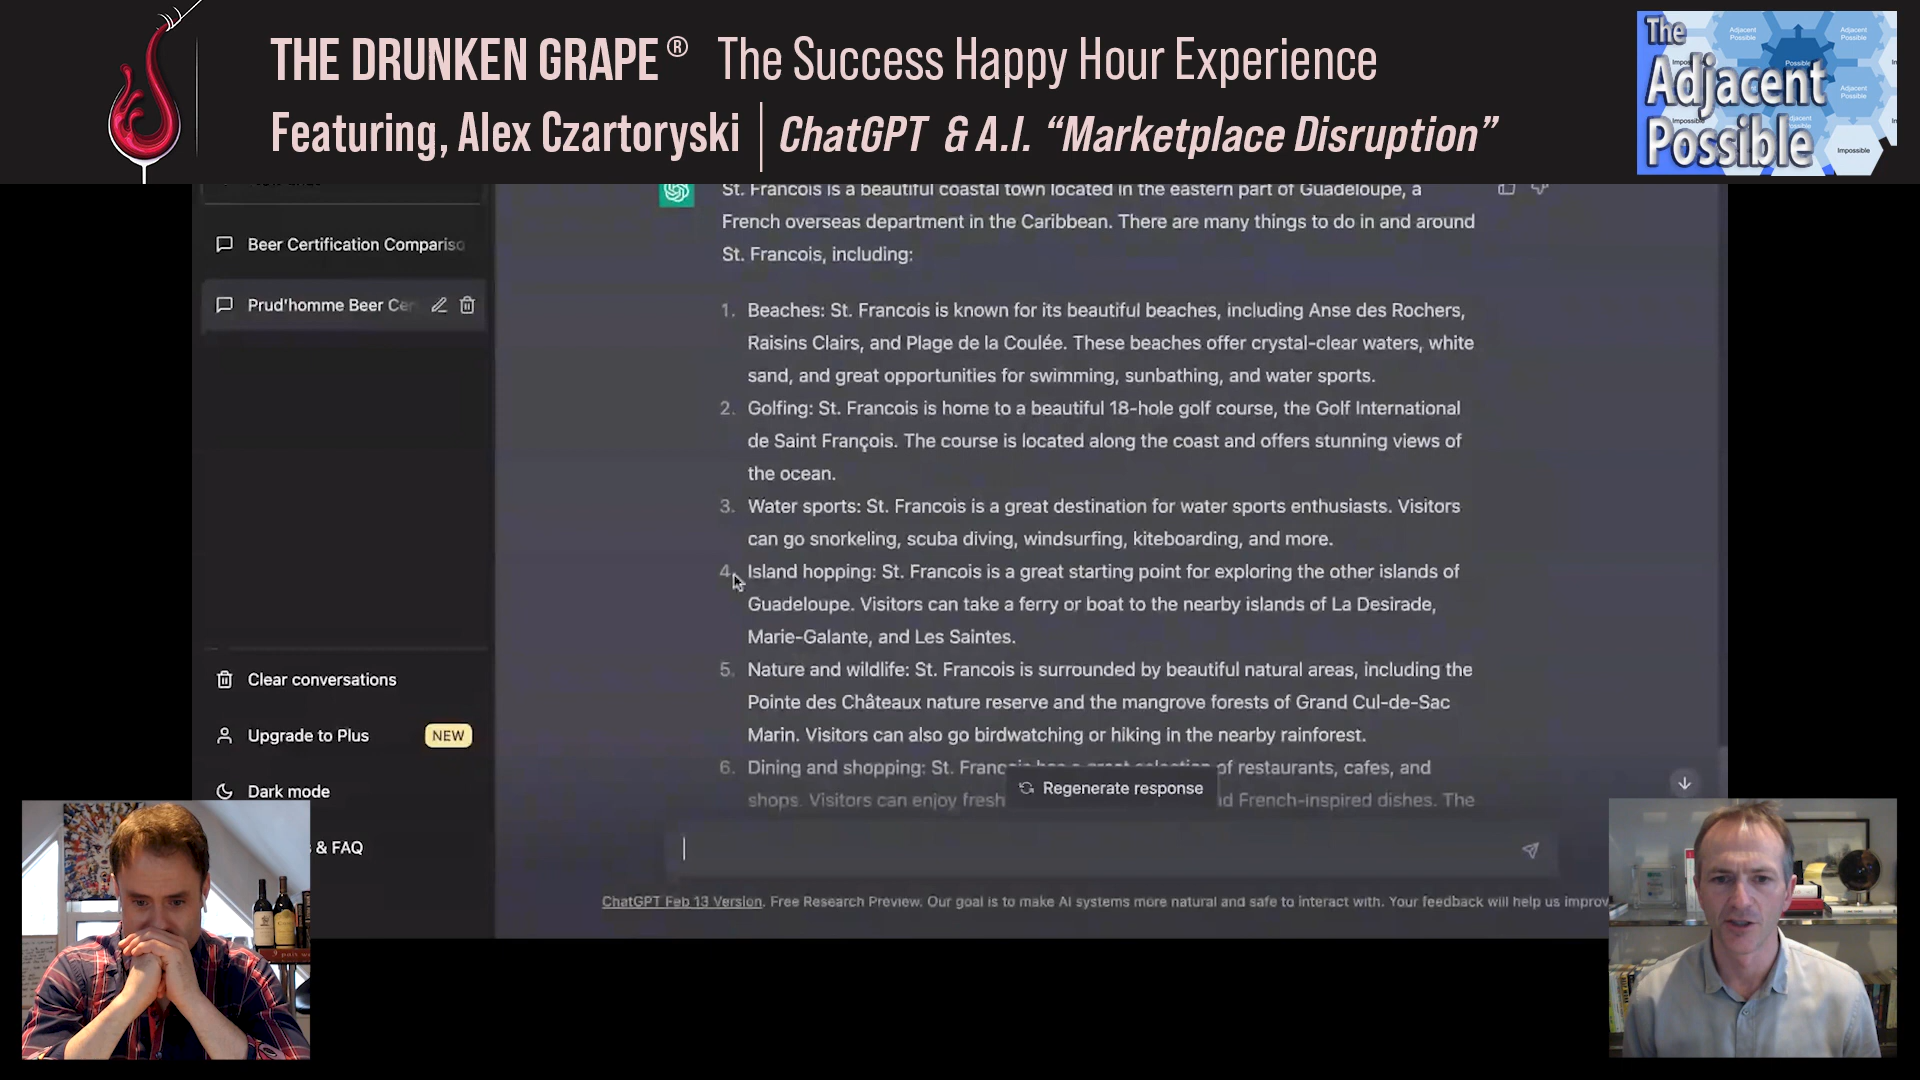 THE DRUNKEN GRAPE® The Success Happy Hour Experience
Featuring, Alex Czartoryski | ChatGPT & A.I. “Marketplace Disruption”
The
Adjacent
Possible
Adjacent Possible
Possible
Adjacent Possible
Impossible
St. Francois is a beautiful coastal town located in the eastern part of Guadeloupe, a
French overseas department in the Caribbean. There are many things to do in and around
St. Francois, including:
1. Beaches: St. Francois is known for its beautiful beaches, including Anse des Rochers,
Raisins Clairs, and Plage de la Coulée. These beaches offer crystal-clear waters, white
sand, and great opportunities for swimming, sunbathing, and water sports.
2. Golfing: St. Francois is home to a beautiful 18-hole golf course, the Golf International
de Saint François. The course is located along the coast and offers stunning views of
the ocean.
3. Water sports: St. Francois is a great destination for water sports enthusiasts. Visitors
can go snorkeling, scuba diving, windsurfing, kiteboarding, and more.
4. Island hopping: St. Francois is a great starting point for exploring the other islands of
Guadeloupe. Visitors can take a ferry or boat to the nearby islands of La Desirade,
Marie-Galante, and Les Saintes.
5. Nature and wildlife: St. Francois is surrounded by beautiful natural areas, including the
Pointe des Châteaux nature reserve and the mangrove forests of Grand Cul-de-Sac
Marin. Visitors can also go birdwatching or hiking in the nearby rainforest.
6. Dining and shopping: St. Francois has a great selection of restaurants, cafes, and
shops. Visitors can enjoy fresh d French-inspired dishes. The
Regenerate response
Beer Certification Compariso
Prud'homme Beer Cer
Clear conversations
Upgrade to Plus NEW
Dark mode
& FAQ
ChatGPT Feb 13 Version. Free Research Preview. Our goal is to make AI systems more natural and safe to interact with. Your feedback will help us improv